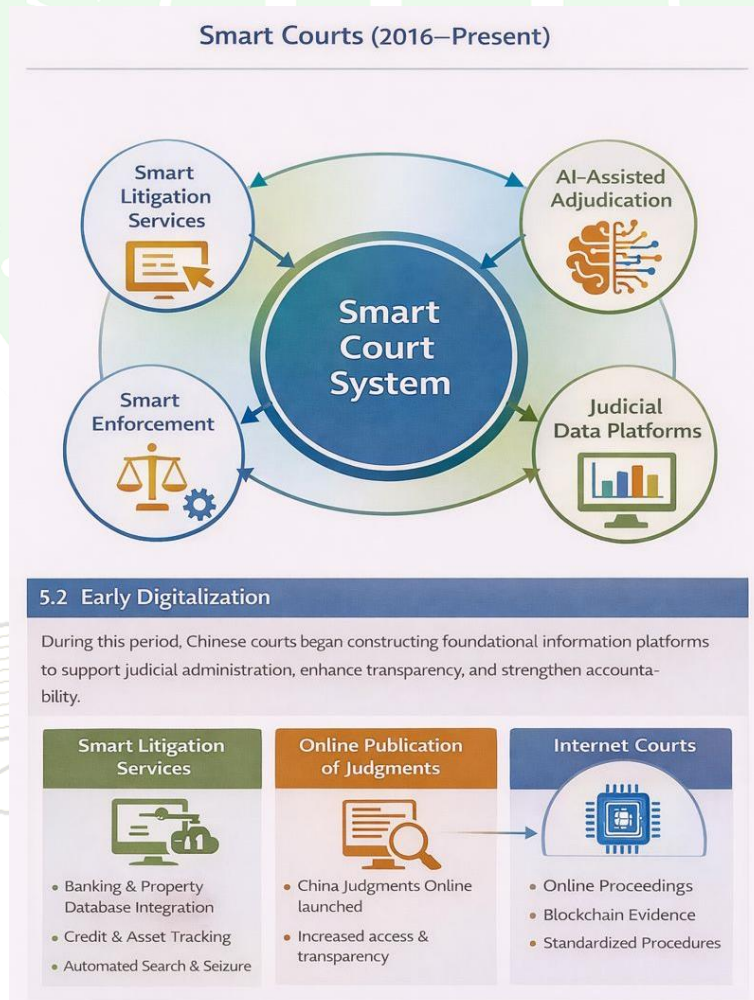 Smart Courts (2016–Present)
Smart
Litigation
Services
AI-Assisted
Adjudication
Smart
Court
System
Smart
Enforcement
Judicial
Data Platforms
5.2 Early Digitalization
During this period, Chinese courts began constructing foundational information platforms
to support judicial administration, enhance transparency, and strengthen accounta-
bility.
Smart Litigation
Services
• Banking & Property
Database Integration
• Credit & Asset Tracking
• Automated Search & Seizure
Online Publication
of Judgments
• China Judgments Online
launched
• Increased access &
transparency
Internet Courts
• Online Proceedings
• Blockchain Evidence
• Standardized Procedures